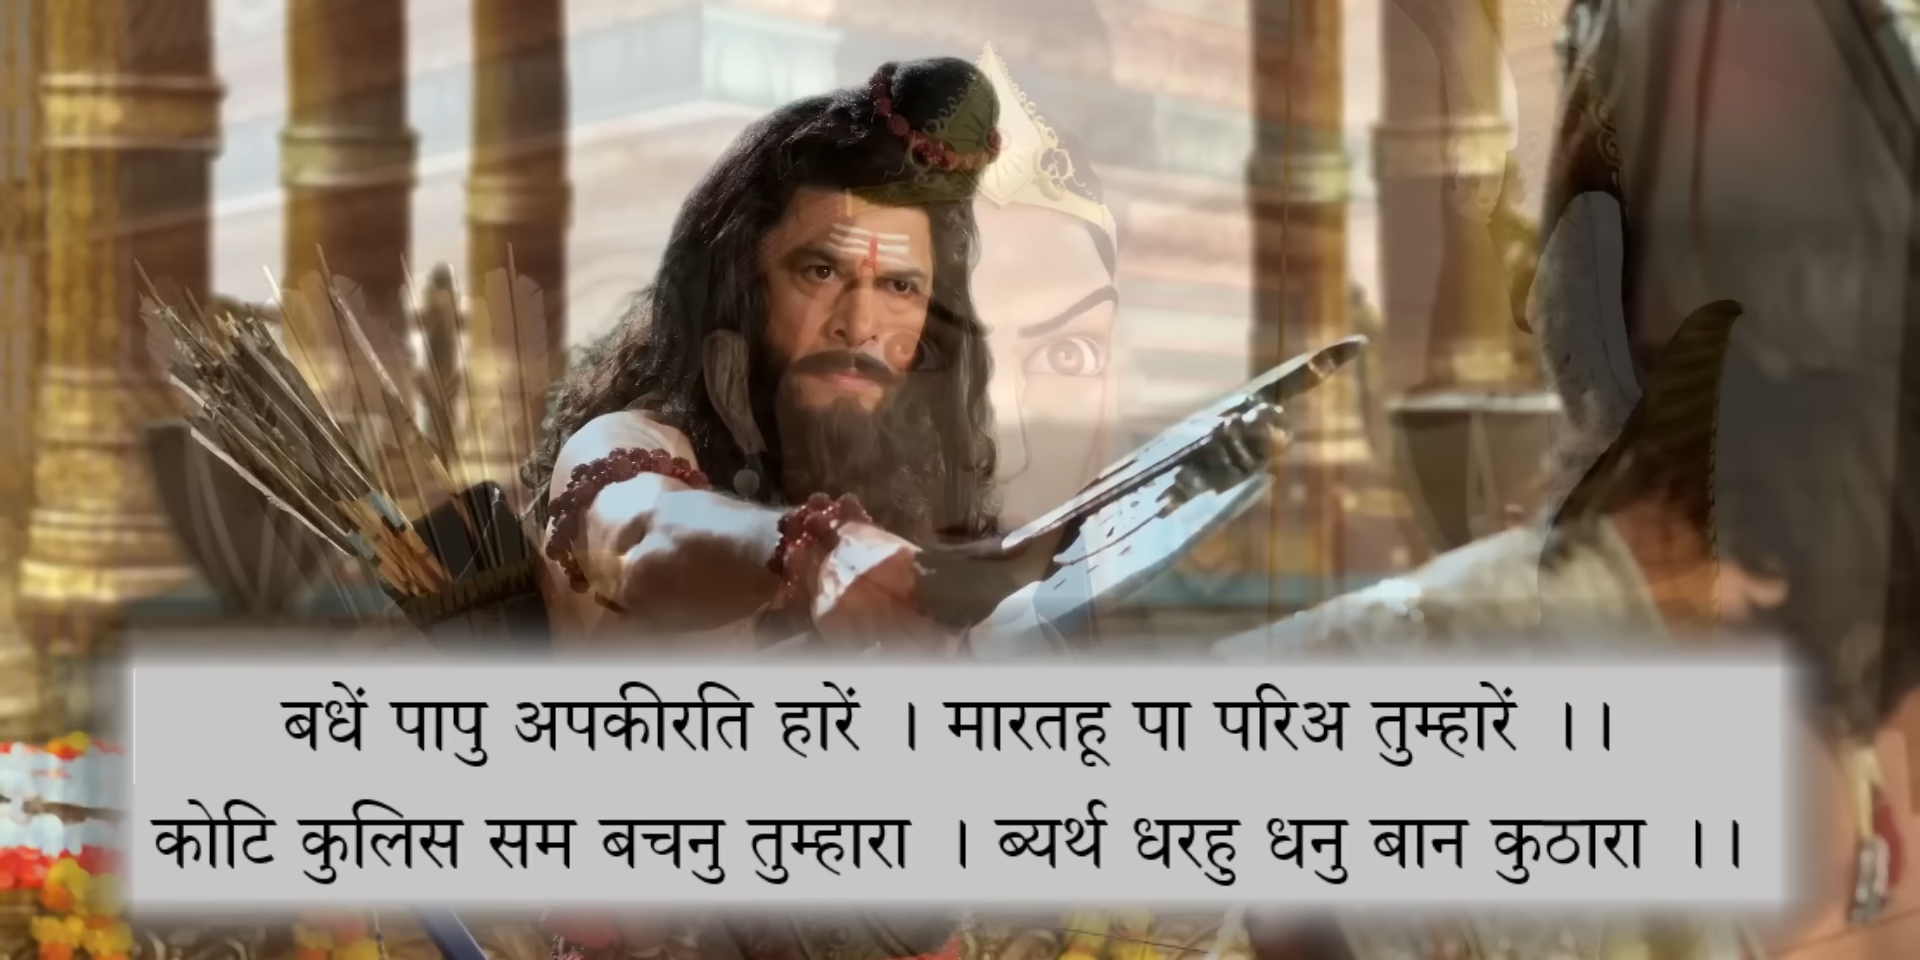 बधें पापु अपकीरति हारें । मारतहू पा परिअ तुम्हारें ।।
कोटि कुलिस सम बचनु तुम्हारा । ब्यर्थ धरहु धनु बान कुठारा ।।